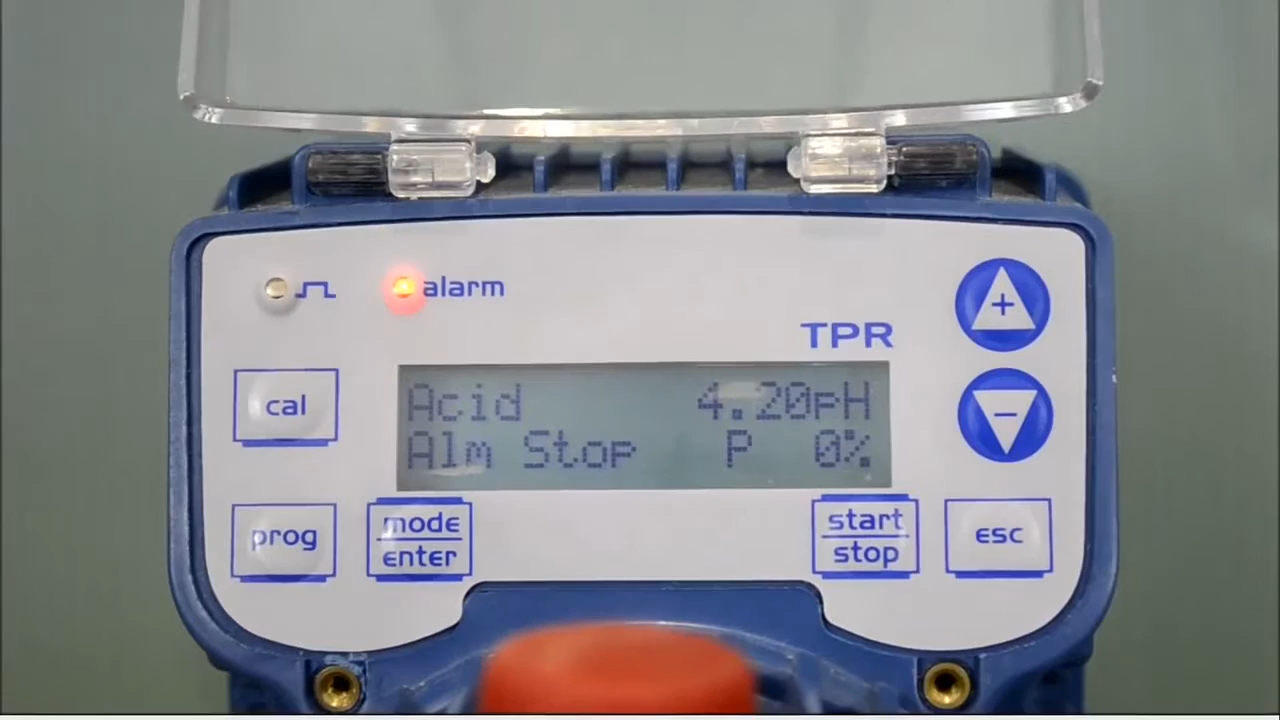 alarm
TPR
+
cal
Acid 4.20pH
Alm Stop P 0%
−
prog
mode
enter
start
stop
esc